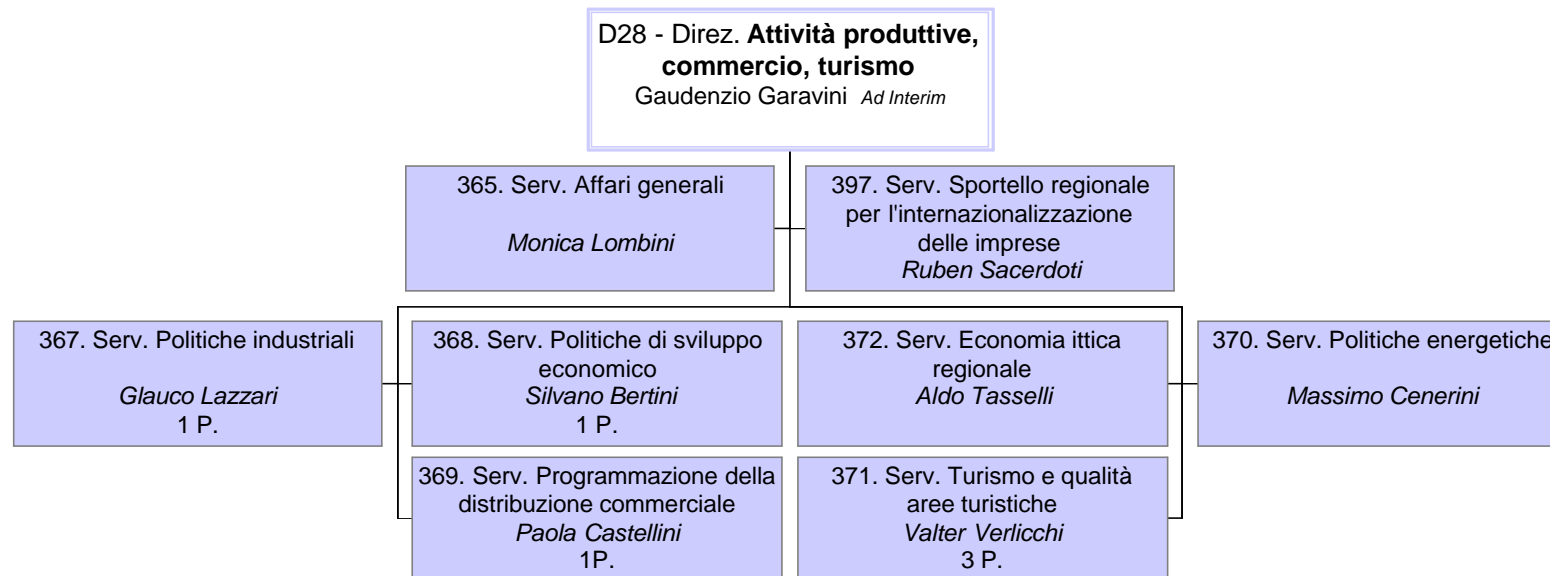 D28 - Direz. Attività produttive,
commercio, turismo
Gaudenzio Garavini Ad Interim
365. Serv. Affari generali
Monica Lombini
397. Serv. Sportello regionale
per l'internazionalizzazione
delle imprese
Ruben Sacerdoti
367. Serv. Politiche industriali
Glauco Lazzari
1 P.
368. Serv. Politiche di sviluppo
economico
Silvano Bertini
1 P.
372. Serv. Economia ittica
regionale
Aldo Tasselli
370. Serv. Politiche energetiche
Massimo Cenerini
369. Serv. Programmazione della
distribuzione commerciale
Paola Castellini
1P.
371. Serv. Turismo e qualità
aree turistiche
Valter Verlicchi
3 P.